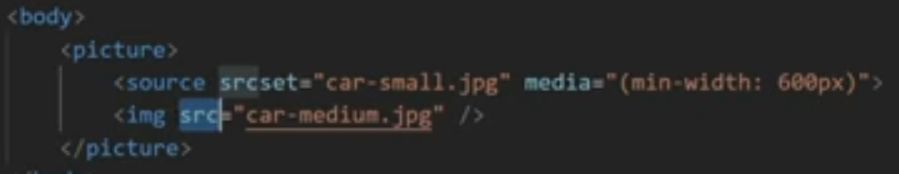 <body>
<picture>
<source srcset="car-small.jpg" media="(min-width: 600px)">
<img src="car-medium.jpg" />
</picture>